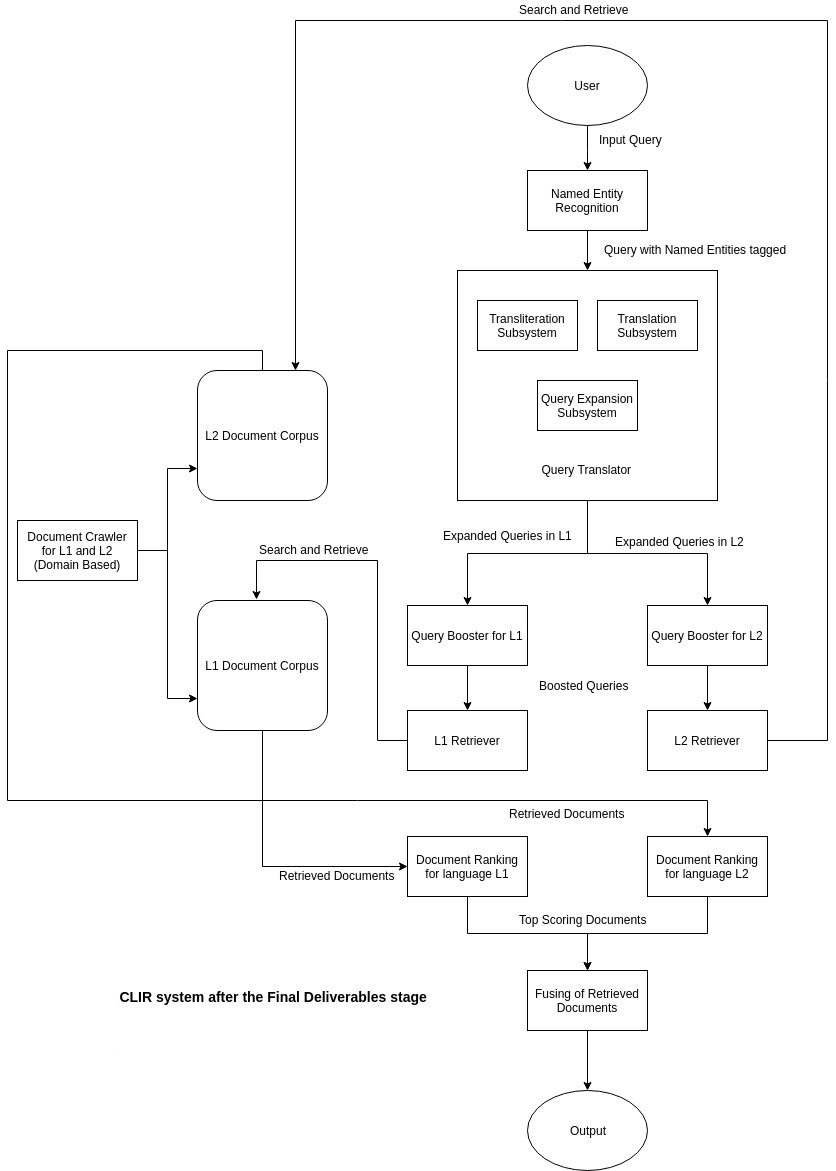 Search and Retrieve
User
Input Query
Named Entity
Recognition
Query with Named Entities tagged
Transliteration
Subsystem
Translation
Subsystem
Query Expansion
Subsystem
Query Translator
L2 Document Corpus
Document Crawler
for L1 and L2
(Domain Based)
Expanded Queries in L1
Expanded Queries in L2
Search and Retrieve
L1 Document Corpus
Query Booster for L1
Query Booster for L2
Boosted Queries
L1 Retriever
L2 Retriever
Retrieved Documents
Document Ranking
for language L1
Document Ranking
for language L2
Retrieved Documents
Top Scoring Documents
Fusing of Retrieved
Documents
CLIR system after the Final Deliverables stage
Output